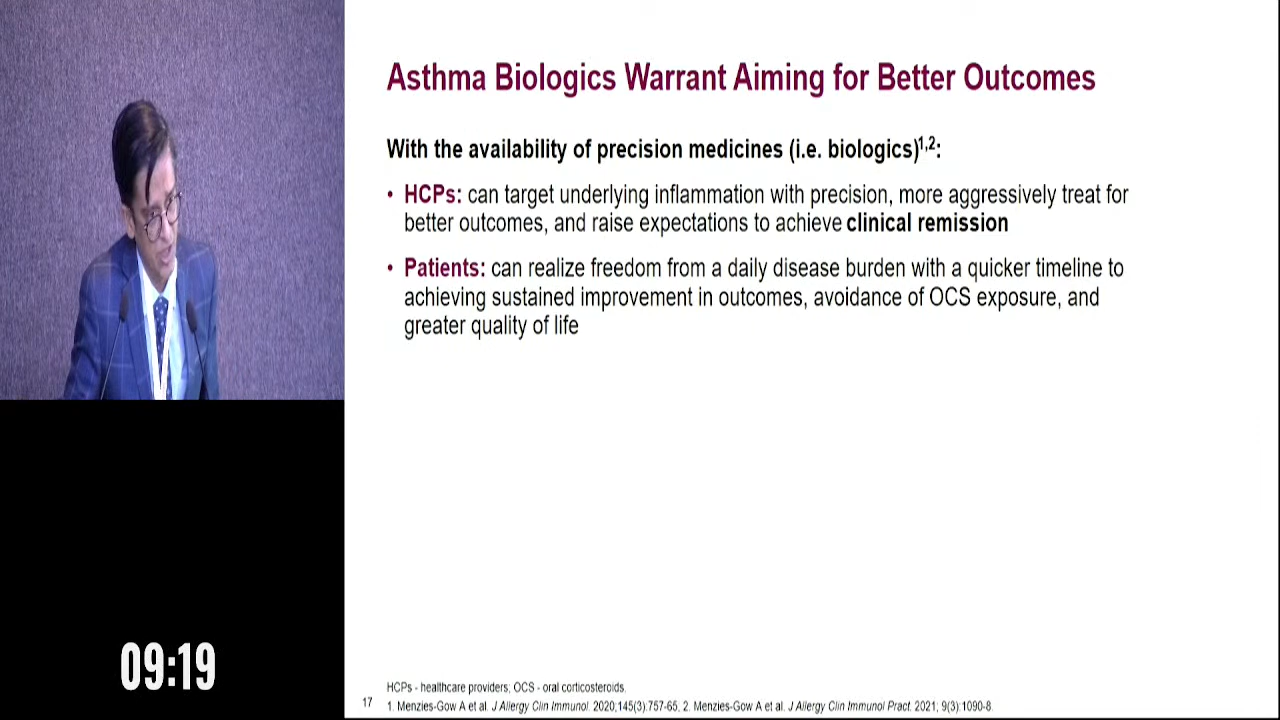 Asthma Biologics Warrant Aiming for Better Outcomes
With the availability of precision medicines (i.e. biologics)1,2:
• HCPs: can target underlying inflammation with precision, more aggressively treat for
better outcomes, and raise expectations to achieve clinical remission
• Patients: can realize freedom from a daily disease burden with a quicker timeline to
achieving sustained improvement in outcomes, avoidance of OCS exposure, and
greater quality of life
09:19
HCPs - healthcare providers; OCS - oral corticosteroids.
17
1. Menzies-Gow A et al. J Allergy Clin Immunol. 2020;145(3):757-65, 2. Menzies-Gow A et al. J Allergy Clin Immunol Pract. 2021; 9(3):1090-8.